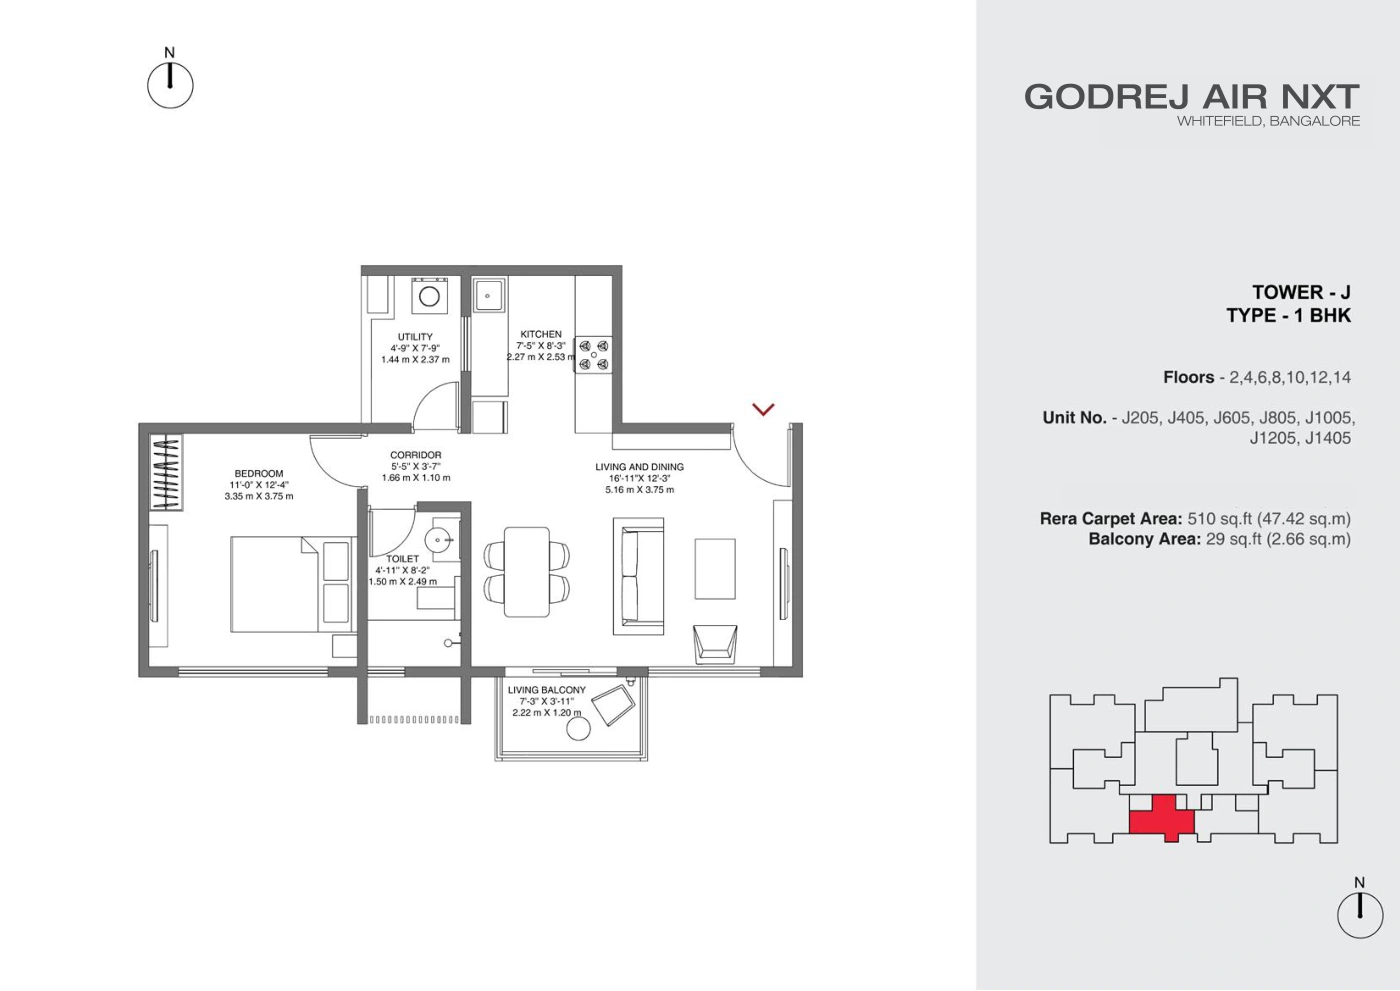 N
GODREJ AIR NXT
WHITEFIELD, BANGALORE
TOWER - J
TYPE - 1 BHK
Floors - 2,4,6,8,10,12,14
Unit No. - J205, J405, J605, J805, J1005,
J1205, J1405
Rera Carpet Area: 510 sq.ft (47.42 sq.m)
Balcony Area: 29 sq.ft (2.66 sq.m)
UTILITY
4'-9" X 7'-9"
1.44 m X 2.37 m
KITCHEN
7'-5" X 8'-3"
2.27 m X 2.53 m
CORRIDOR
5'-5" X 3'-7"
1.66 m X 1.10 m
BEDROOM
11'-0" X 12'-4"
3.35 m X 3.75 m
LIVING AND DINING
16'-11"X 12'-3"
5.16 m X 3.75 m
TOILET
4'-11" X 8'-2"
1.50 m X 2.49 m
LIVING BALCONY
7'-3" X 3'-11"
2.22 m X 1.20 m
N